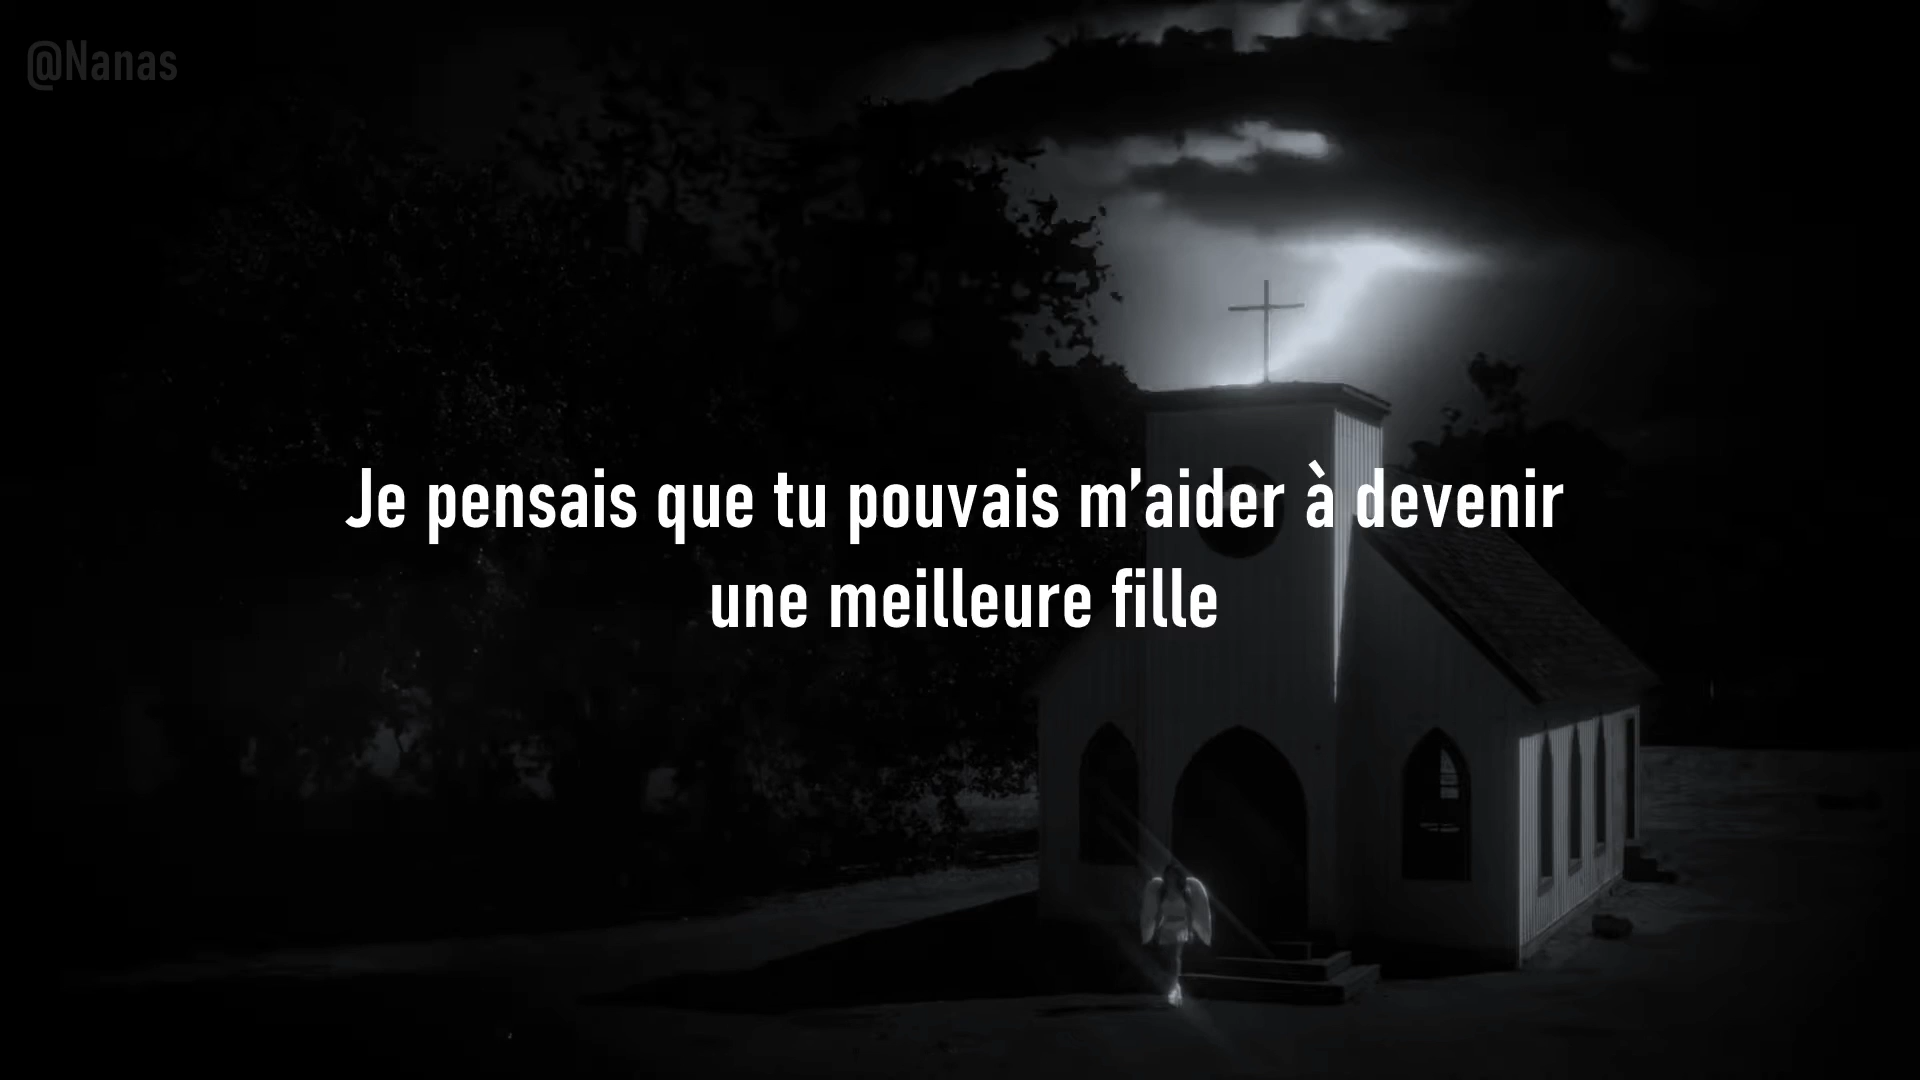 @Nanas
Je pensais que tu pouvais m’aider à devenir
une meilleure fille